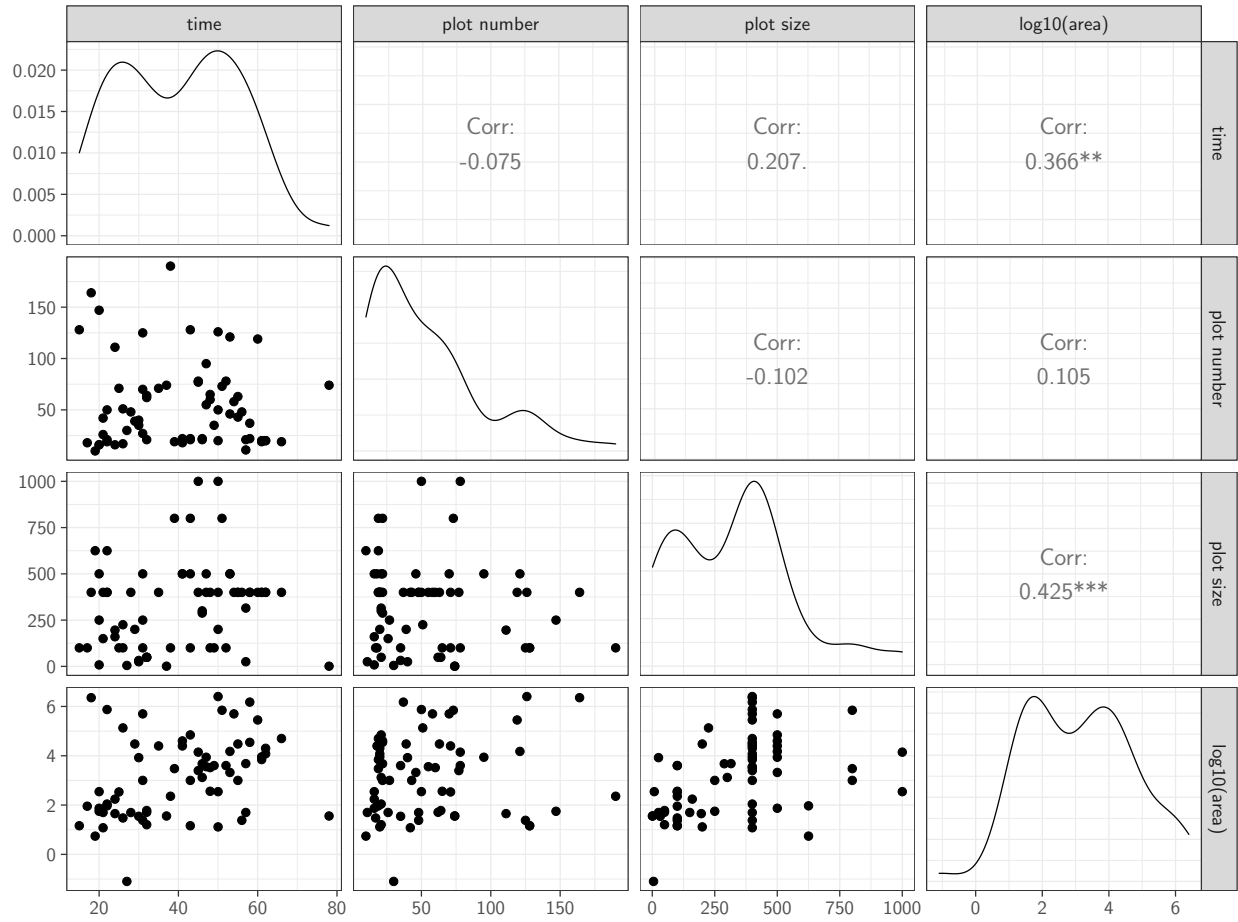 time plot number plot size log10(area)
0.020
0.015
0.010
0.005
0.000
Corr:
-0.075
Corr:
0.207.
Corr:
0.366**
time
150
100
50
Corr:
-0.102
Corr:
0.105
plot number
1000
750
500
250
0
Corr:
0.425***
plot size
6
4
2
0
log10(area)
20 40 60 80
50 100 150
0 250 500 750 1000
0 2 4 6